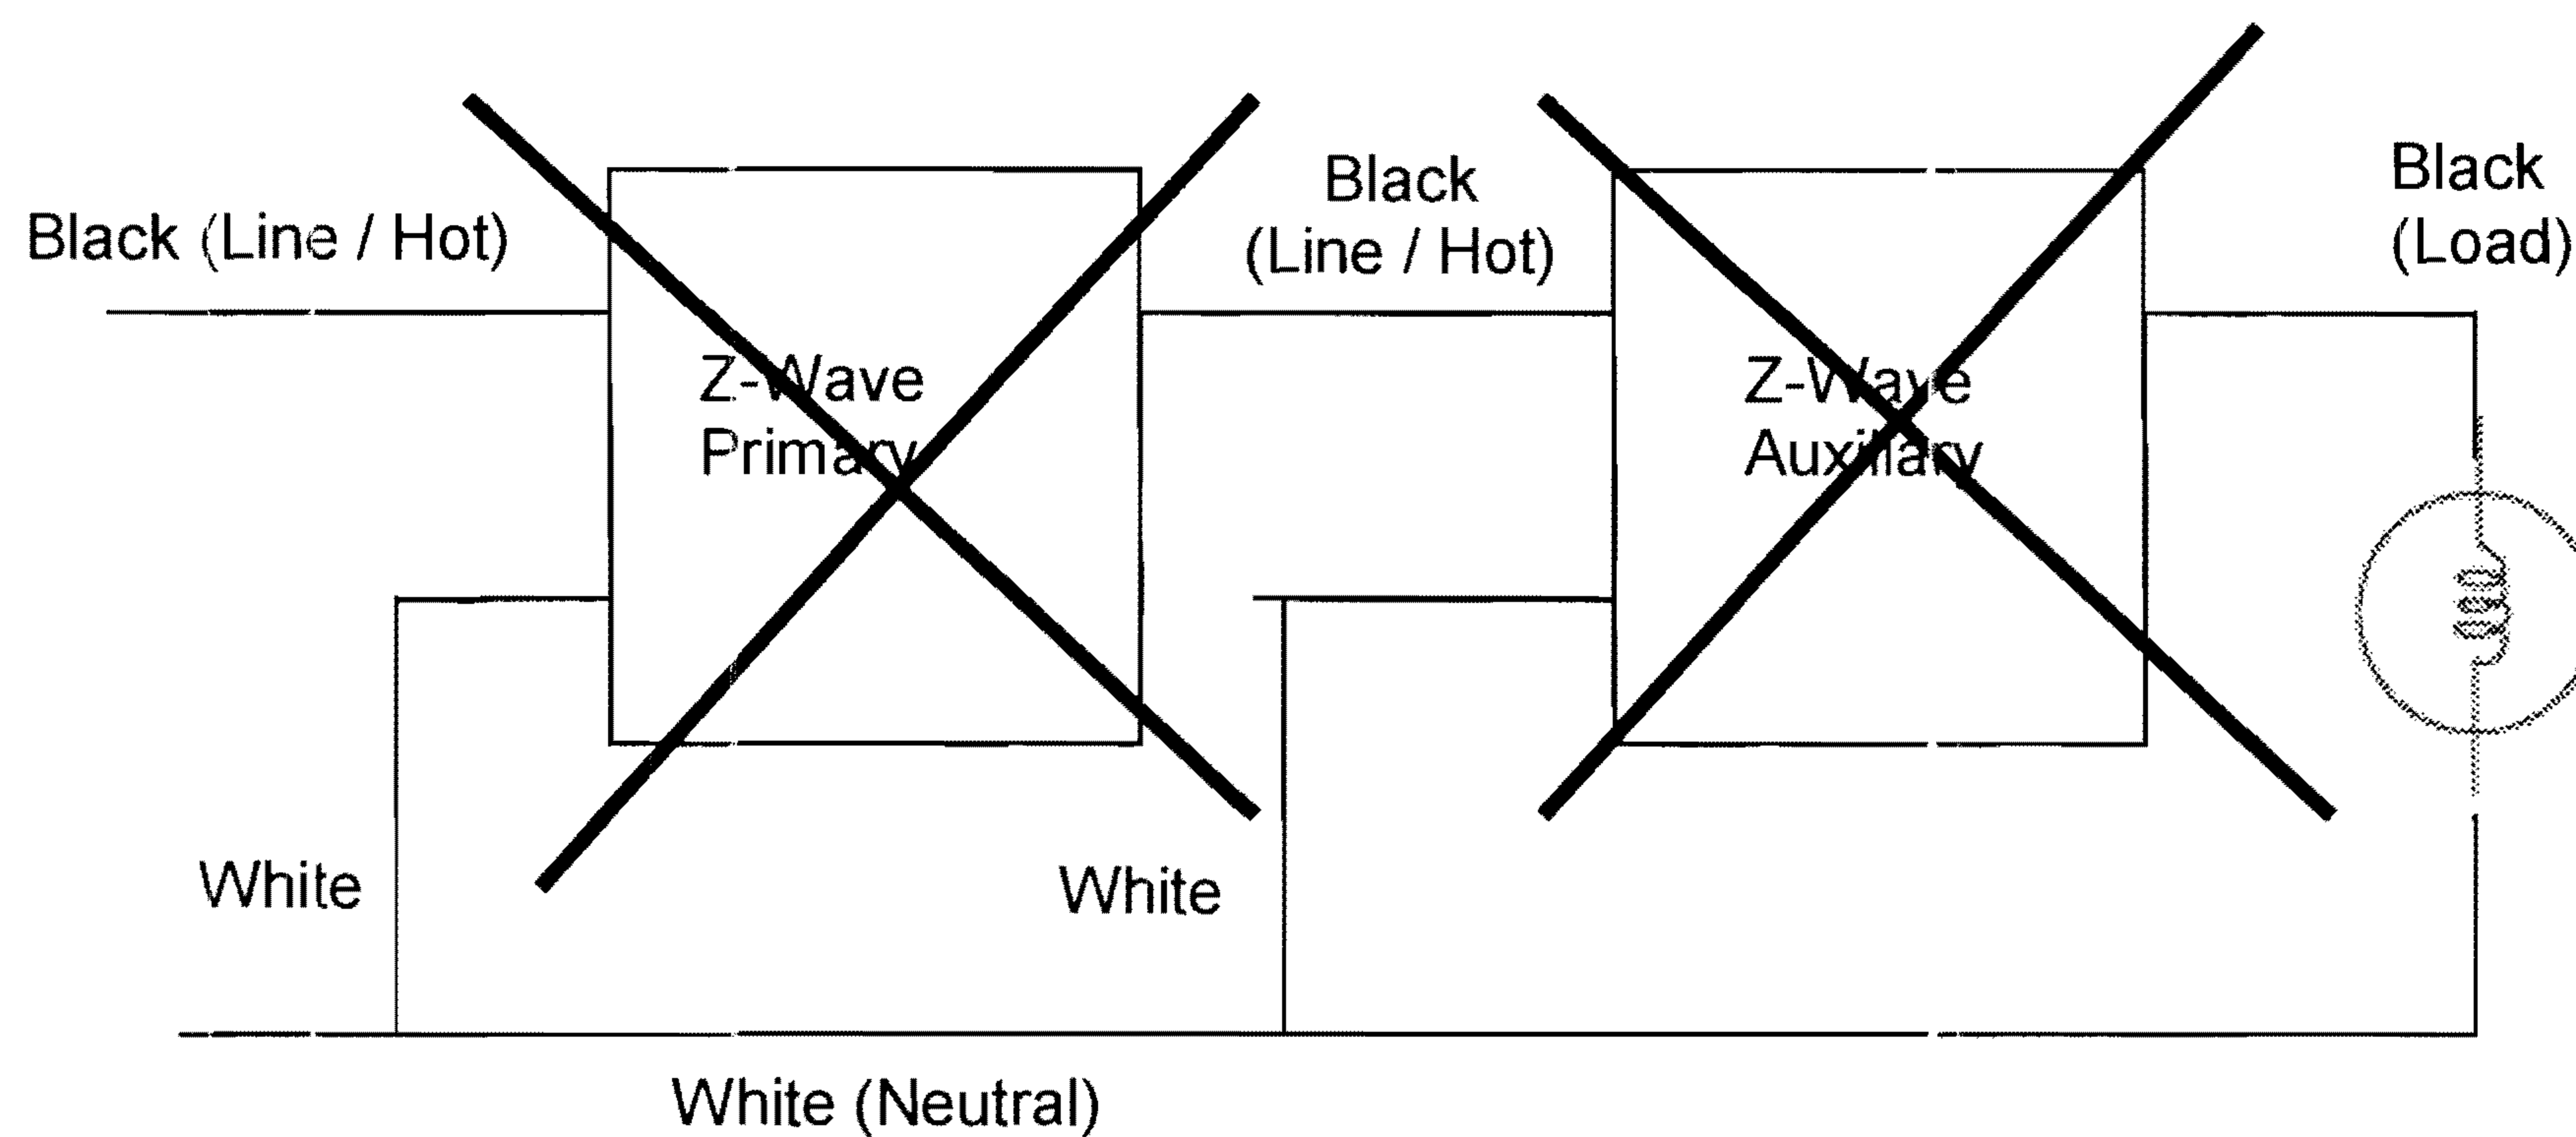 Black (Line / Hot)
Z-Wave
Primary
Black
(Line / Hot)
Z-Wave
Auxiliary
Black
(Load)
White
White
White (Neutral)